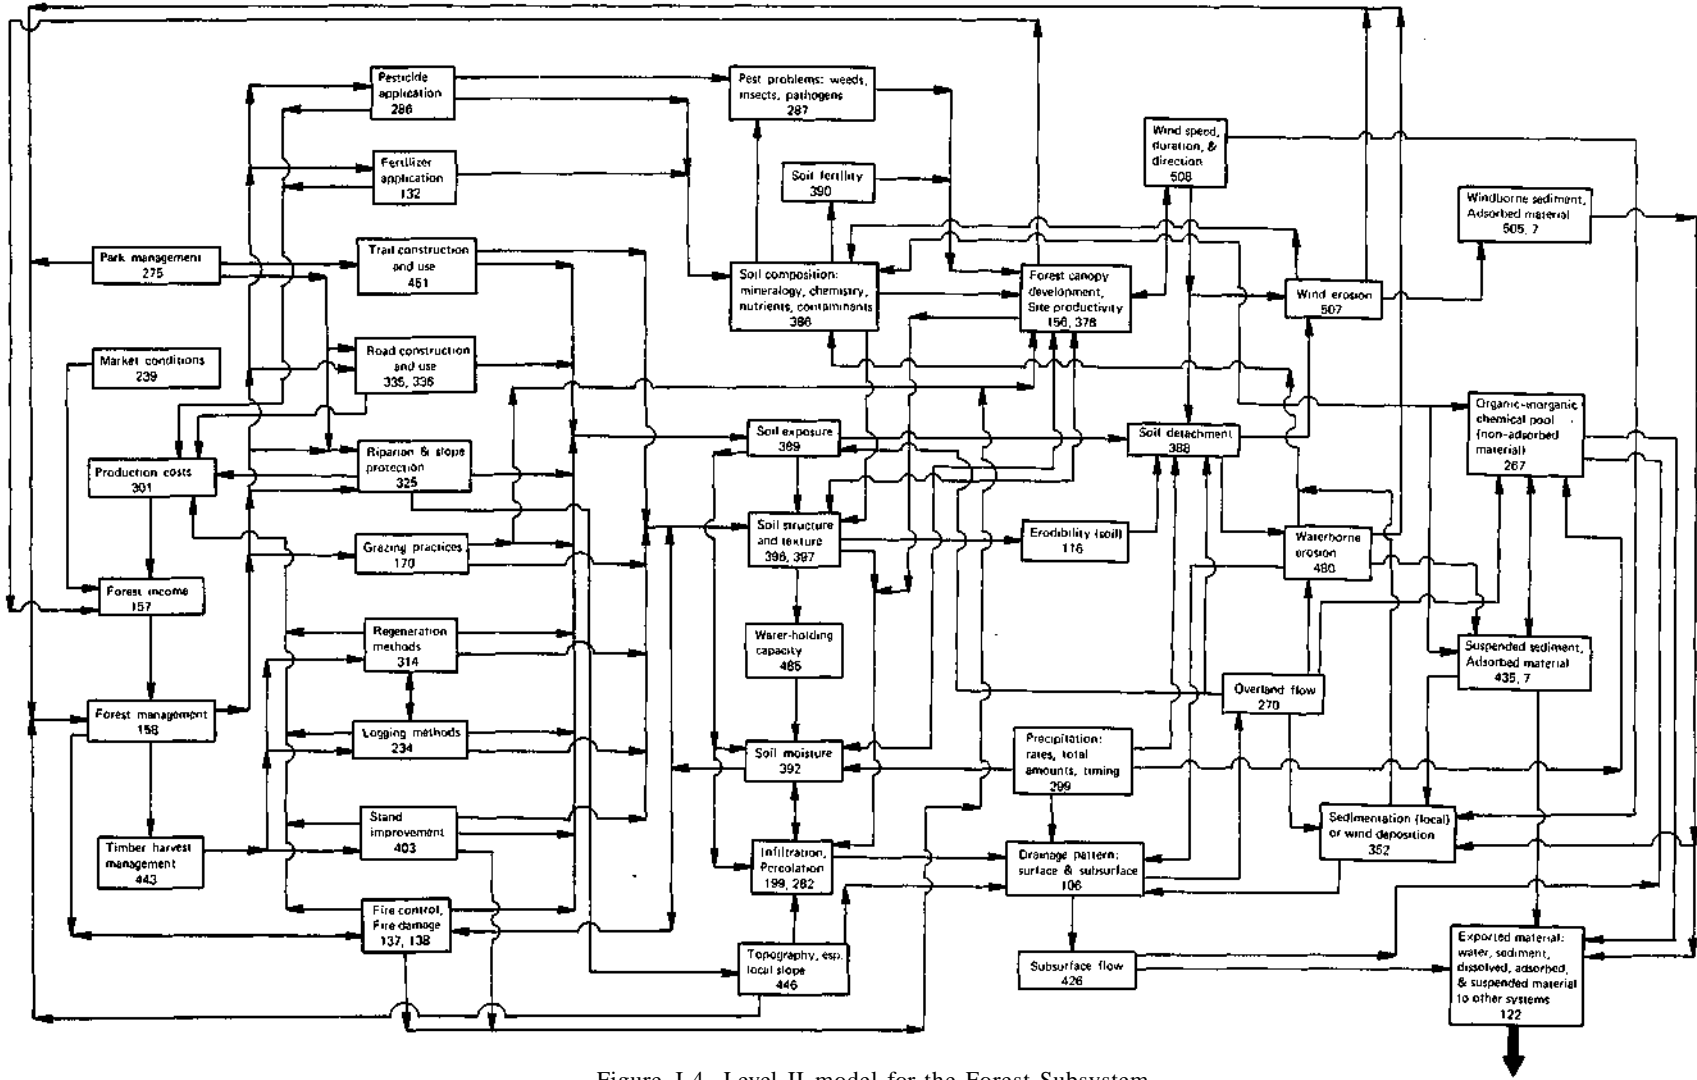 Pesticide
application
286
Pest problems: weeds,
insects, pathogens
287
Wind speed,
duration, &
direction
508
Fertilizer
application
132
Soil fertility
390
Windborne sediment,
Adsorbed material
505, 7
Park management
275
Trail construction
and use
451
Soil composition:
mineralogy, chemistry,
nutrients, contaminants
386
Forest canopy
development,
Site productivity
156, 378
Wind erosion
507
Market conditions
239
Road construction
and use
335, 336
Organic-inorganic
chemical pool
(non-adsorbed
material)
267
Soil exposure
389
Soil detachment
388
Production costs
301
Riparian & slope
protection
325
Soil structure
and texture
396, 397
Erodibility (soil)
116
Waterborne
erosion
480
Grazing practices
170
Forest income
157
Regeneration
methods
314
Warer-holding
capacity
485
Suspended sediment,
Adsorbed material
435, 7
Overland flow
270
Forest management
158
Logging methods
234
Soil moisture
392
Precipitation:
rates, total
amounts, timing
299
Timber harvest
management
443
Stand
improvement
403
Infiltration,
Percolation
199, 282
Drainage pattern:
surface & subsurface
106
Sedimentation (local)
or wind deposition
352
Fire control,
Fire damage
137, 138
Topography, esp.
local slope
446
Subsurface flow
426
Exported material:
water, sediment,
dissolved, adsorbed,
& suspended material
to other systems
122
Figure J.4 Level II model for the Forest Subsystem